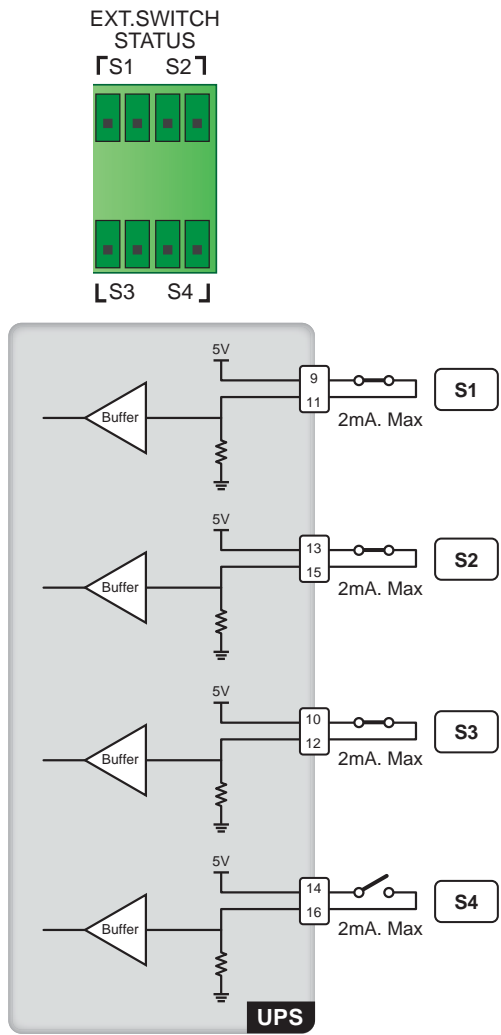 EXT.SWITCH
STATUS
S1 S2
S3 S4
5V
9
11
Buffer
2mA. Max
S1
5V
13
15
Buffer
2mA. Max
S2
5V
10
12
Buffer
2mA. Max
S3
5V
14
16
Buffer
2mA. Max
S4
UPS